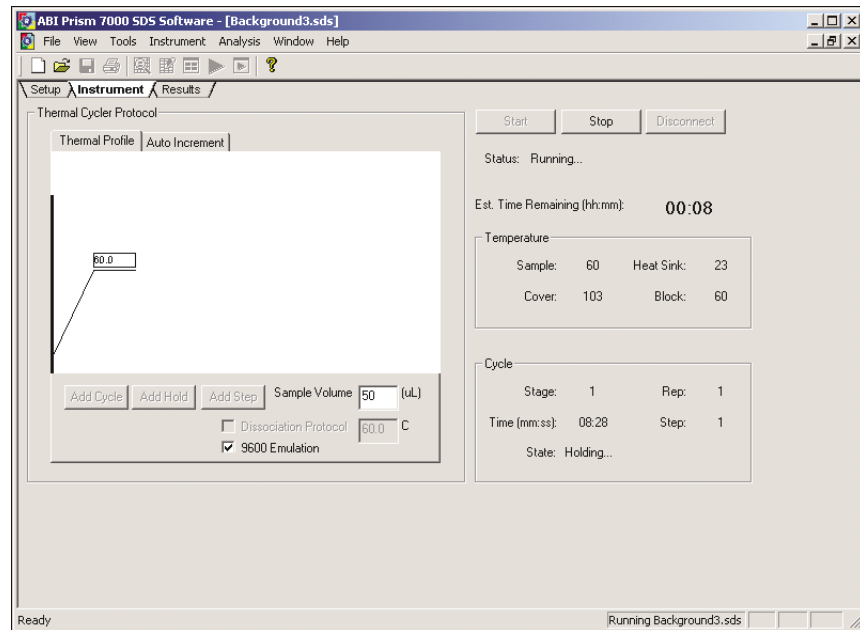 ABI Prism 7000 SDS Software - [Background3.sds]
File View Tools Instrument Analysis Window Help
Setup Instrument Results
Thermal Cycler Protocol
Thermal Profile Auto Increment
60.0
Add Cycle Add Hold Add Step Sample Volume 50 (uL)
Dissociation Protocol 60.0 C
9600 Emulation
Start Stop Disconnect
Status: Running...
Est. Time Remaining (hh:mm): 00:08
Temperature
Sample: 60 Heat Sink: 23
Cover: 103 Block: 60
Cycle
Stage: 1 Rep: 1
Time (mm:ss): 08:28 Step: 1
State: Holding...
Ready Running Background3.sds